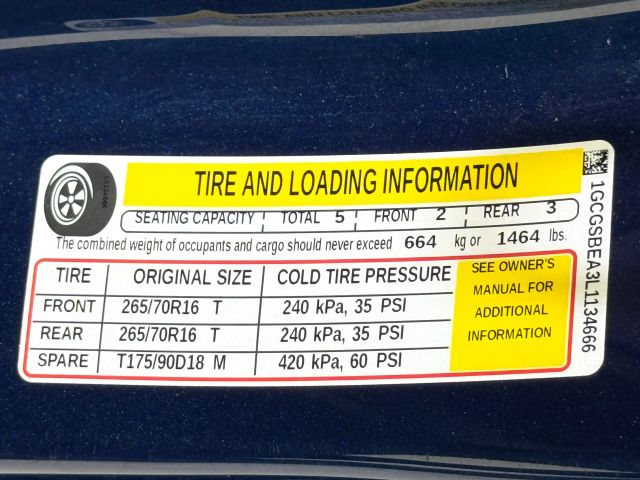 TIRE AND LOADING INFORMATION
SEATING CAPACITY TOTAL 5 FRONT 2 REAR 3
The combined weight of occupants and cargo should never exceed 664 kg or 1464 lbs.
TIRE ORIGINAL SIZE COLD TIRE PRESSURE
FRONT 265/70R16 T 240 kPa, 35 PSI
REAR 265/70R16 T 240 kPa, 35 PSI
SPARE T175/90D18 M 420 kPa, 60 PSI
SEE OWNER'S
MANUAL FOR
ADDITIONAL
INFORMATION
1GCGSBEA3L1134666